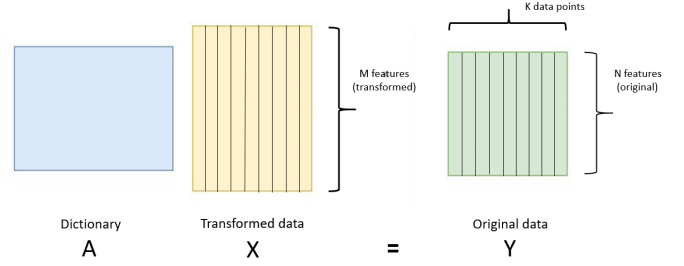 K data points
M features
(transformed)
N features
(original)
Dictionary
Transformed data
Original data
A
X
=
Y